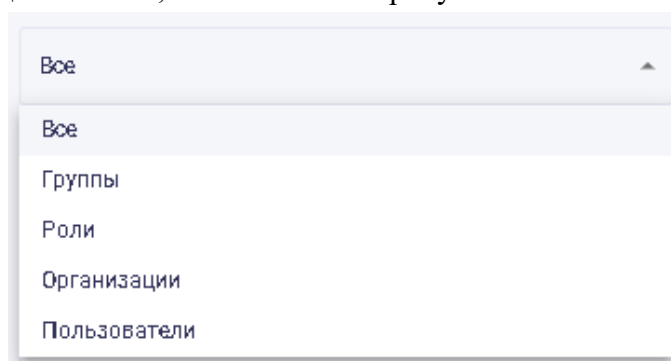 Все
Все
Группы
Роли
Организации
Пользователи